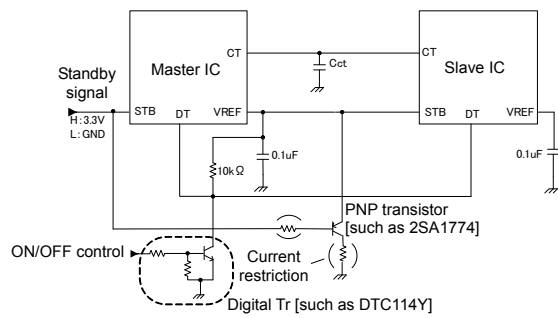 Master IC
CT
Cct
CT
Slave IC
Standby
signal
H:3.3V
L:GND
STB
DT
VREF
STB
DT
VREF
10kΩ
0.1uF
0.1uF
PNP transistor
[such as 2SA1774]
ON/OFF control
Current
restriction
Digital Tr [such as DTC114Y]